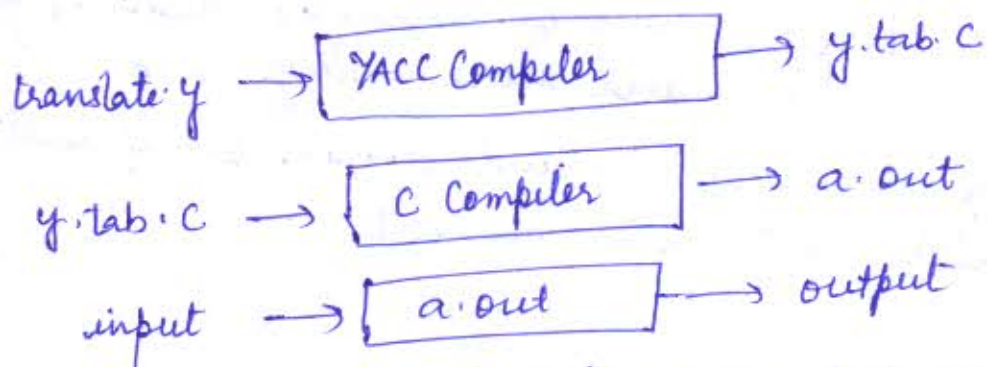 translate.y → YACC Compiler → y.tab.c
y.tab.c → C Compiler → a.out
input → a.out → output